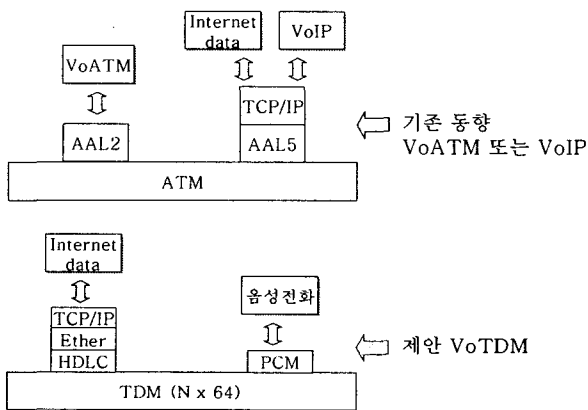 Internet
data
VoIP
VoATM
TCP/IP
AAL2
AAL5
ATM
기존 동향
VoATM 또는 VoIP
Internet
data
음성전화
TCP/IP
Ether
HDLC
PCM
TDM (N x 64)
제안 VoTDM